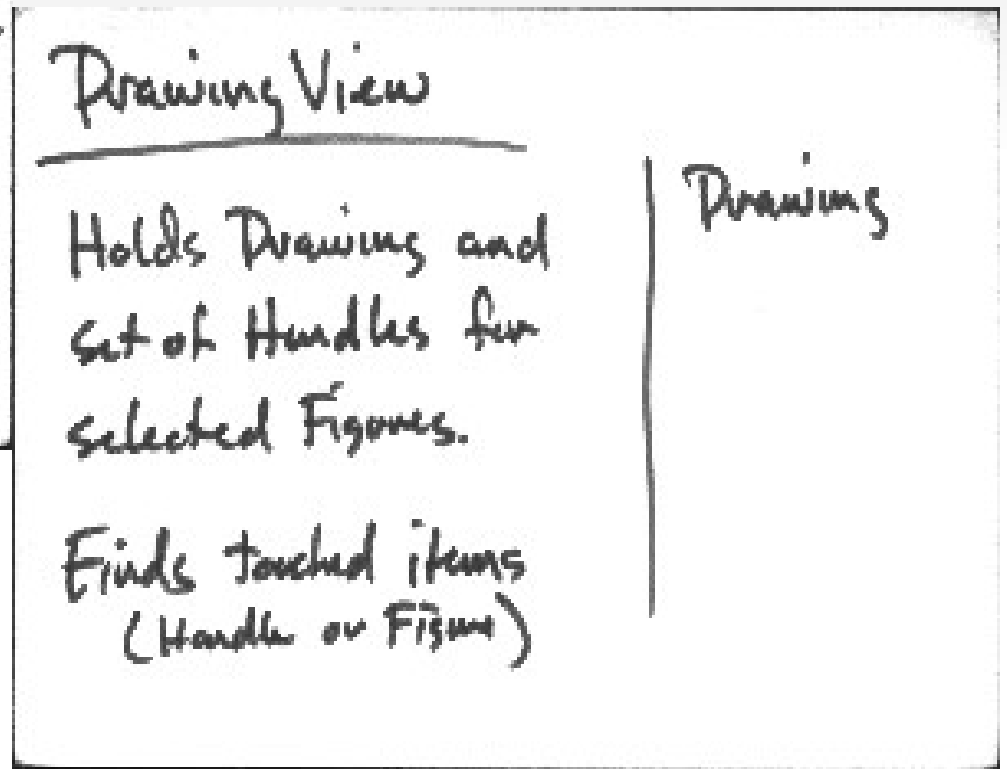 Drawing View
Holds Drawing and
set of Handles for
selected Figures.
Finds touched items
(Handle or Figure)
Drawing